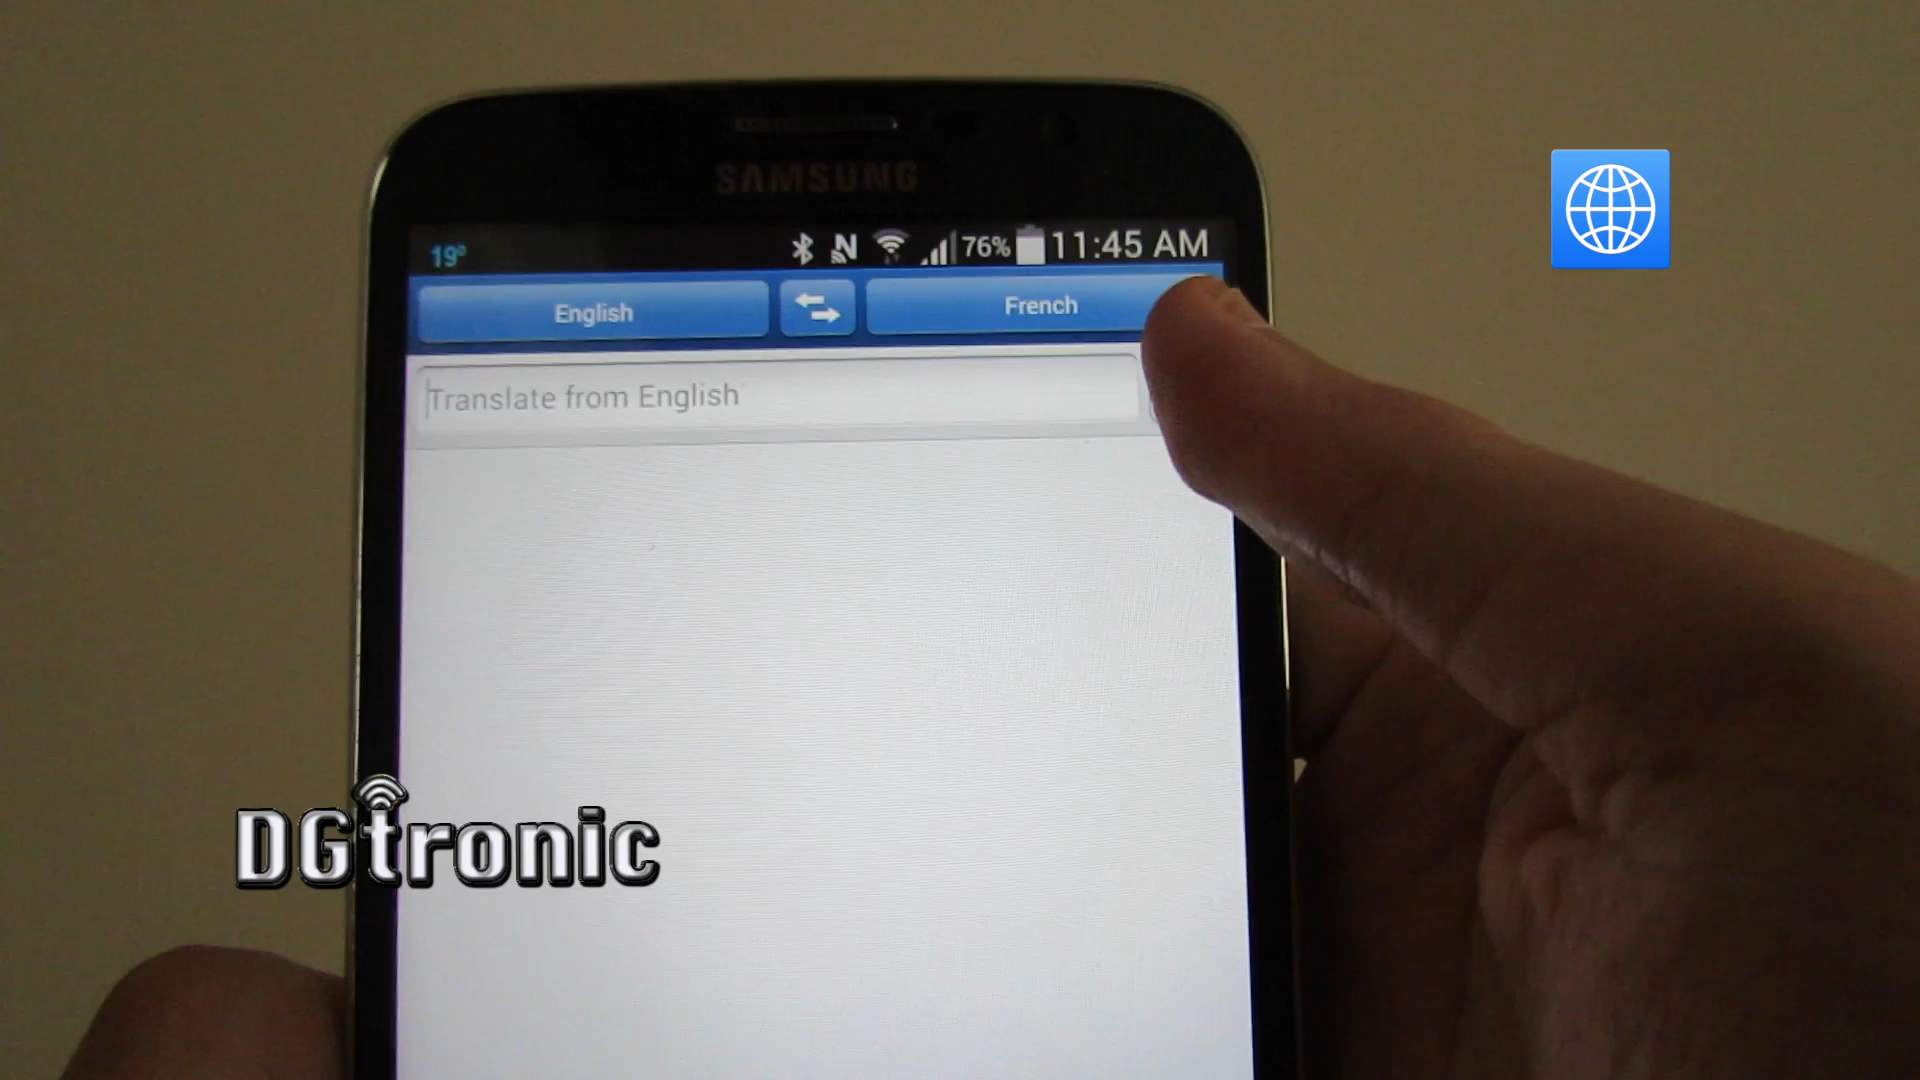 SAMSUNG
19° 76% 11:45 AM
English French
Translate from English
DGtronic